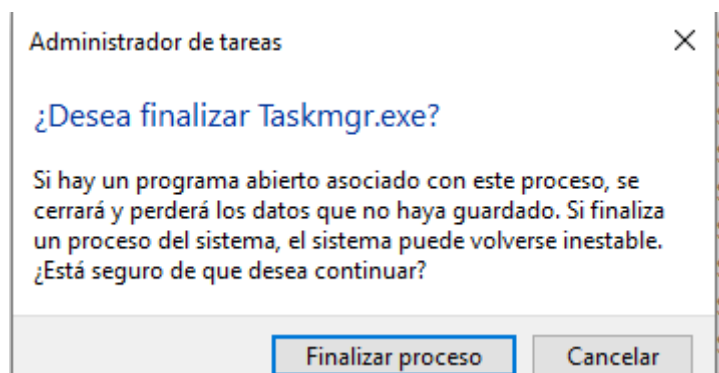 Administrador de tareas
¿Desea finalizar Taskmgr.exe?
Si hay un programa abierto asociado con este proceso, se
cerrará y perderá los datos que no haya guardado. Si finaliza
un proceso del sistema, el sistema puede volverse inestable.
¿Está seguro de que desea continuar?
Finalizar proceso
Cancelar